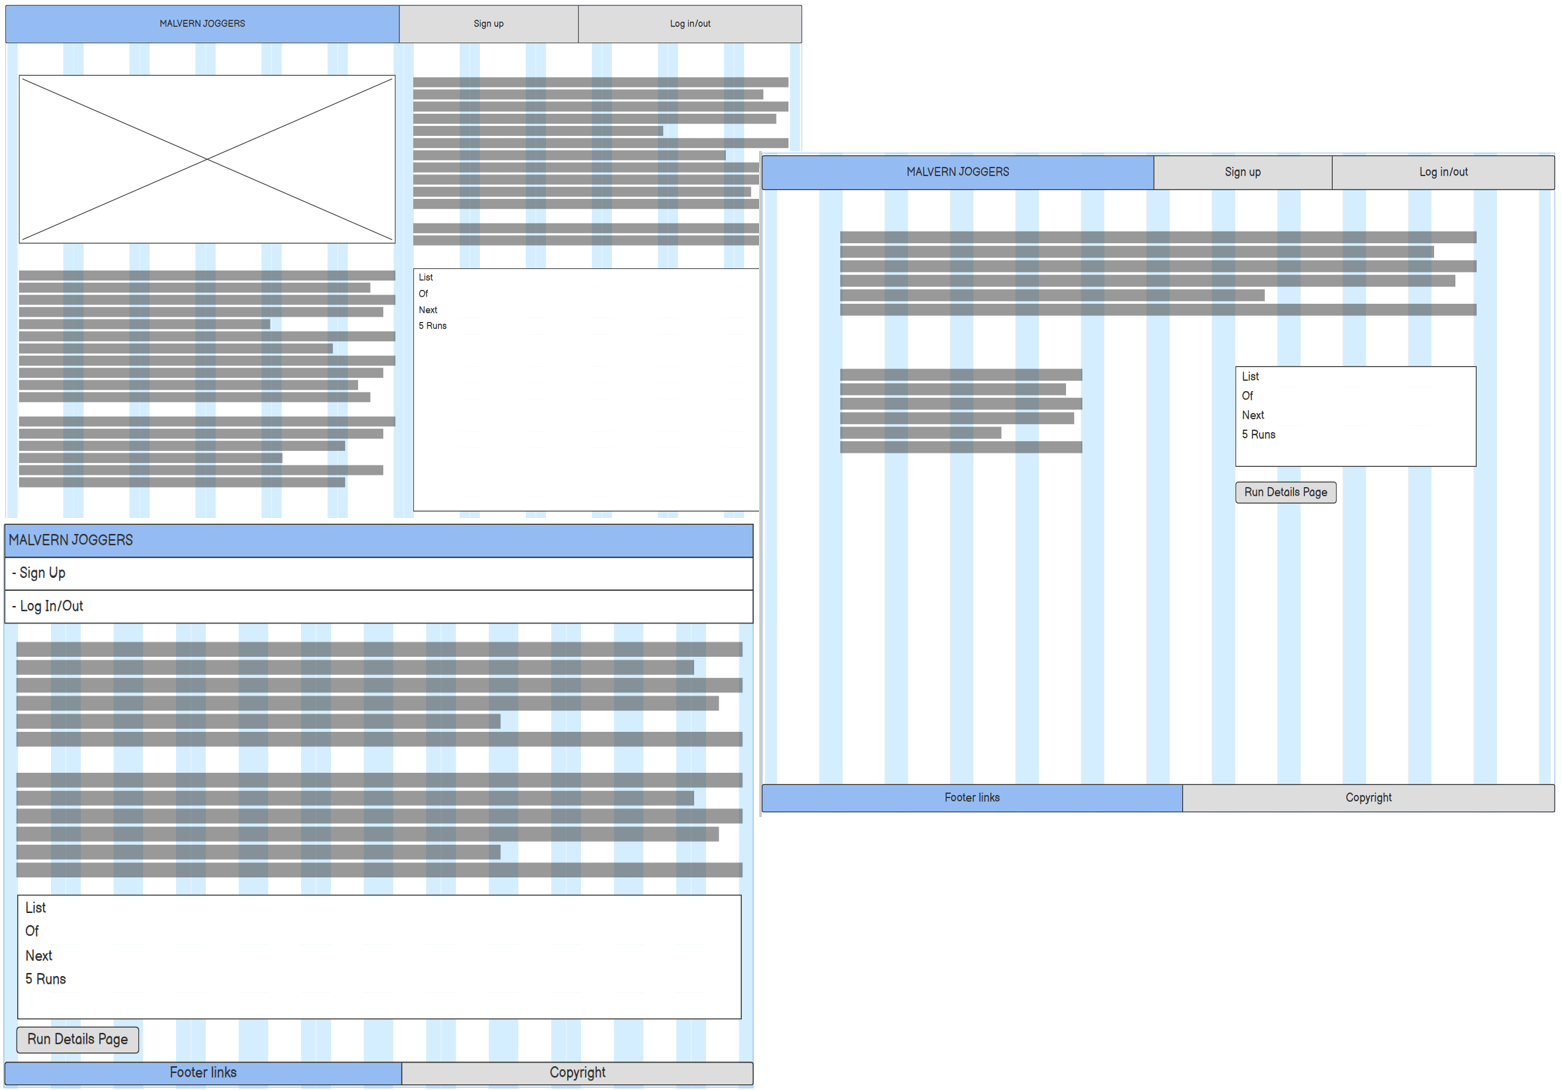 MALVERN JOGGERS
Sign up
Log in/out
List
Of
Next
5 Runs
MALVERN JOGGERS
Sign up
Log in/out
List
Of
Next
5 Runs
Run Details Page
Footer links
Copyright
MALVERN JOGGERS
- Sign Up
- Log In/Out
List
Of
Next
5 Runs
Run Details Page
Footer links
Copyright